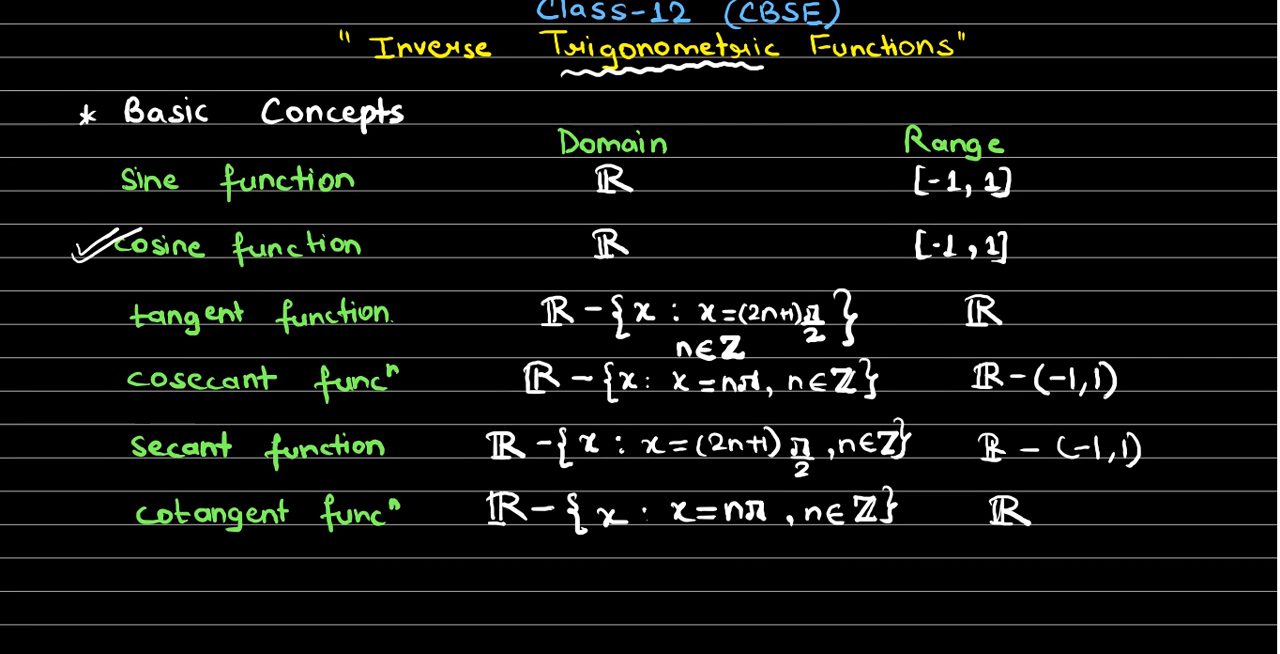 Class-12 (CBSE)
" Inverse Trigonometric Functions"
* Basic Concepts
Domain Range
Sine function ℝ [-1, 1]
cosine function ℝ [-1, 1]
tangent function. ℝ - {x : x = (2n+1)π/2} ℝ
n∈ℤ
cosecant funcⁿ ℝ - {x : x = nπ, n∈ℤ} ℝ - (-1,1)
secant function ℝ - {x : x = (2n+1) π/2, n∈ℤ} ℝ - (-1,1)
cotangent funcⁿ ℝ - {x : x = nπ, n∈ℤ} ℝ